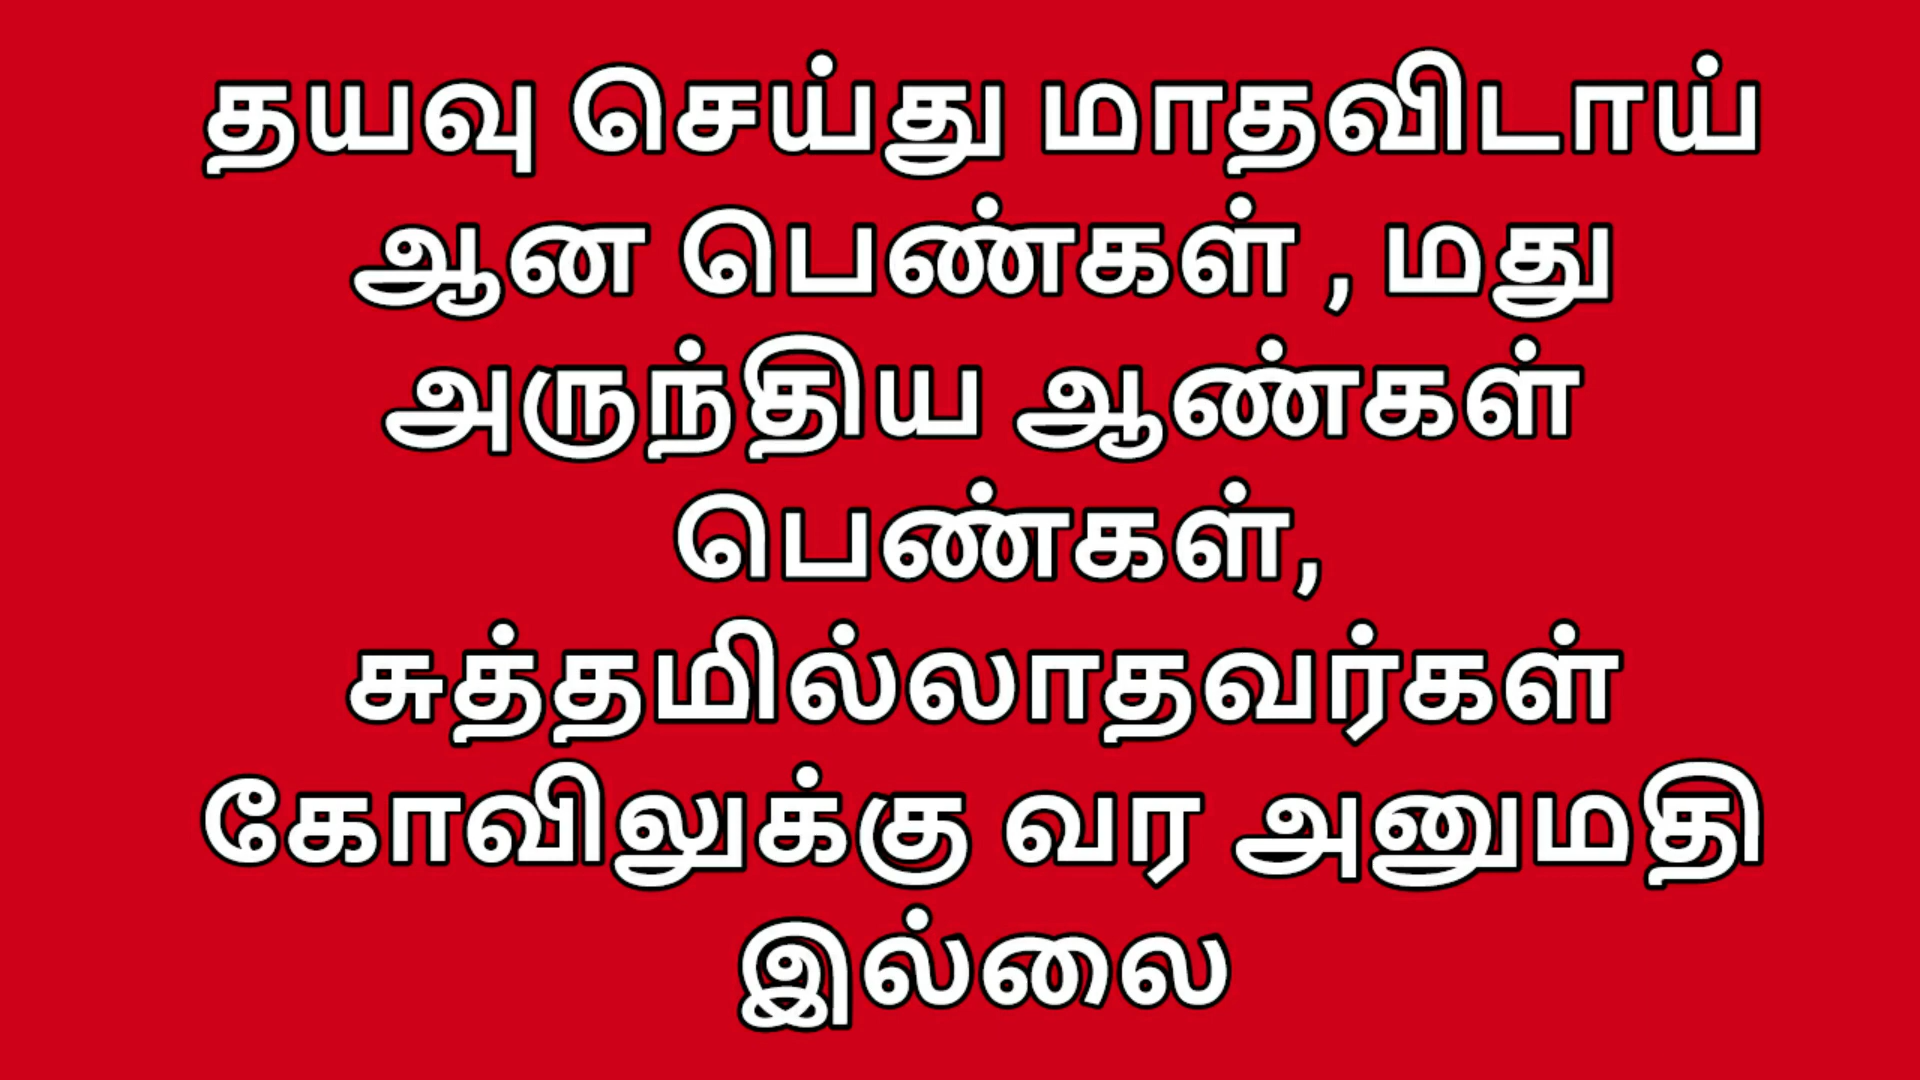 தயவு செய்து மாதவிடாய்
ஆன பெண்கள் , மது
அருந்திய ஆண்கள்
பெண்கள்,
சுத்தமில்லாதவர்கள்
கோவிலுக்கு வர அனுமதி
இல்லை